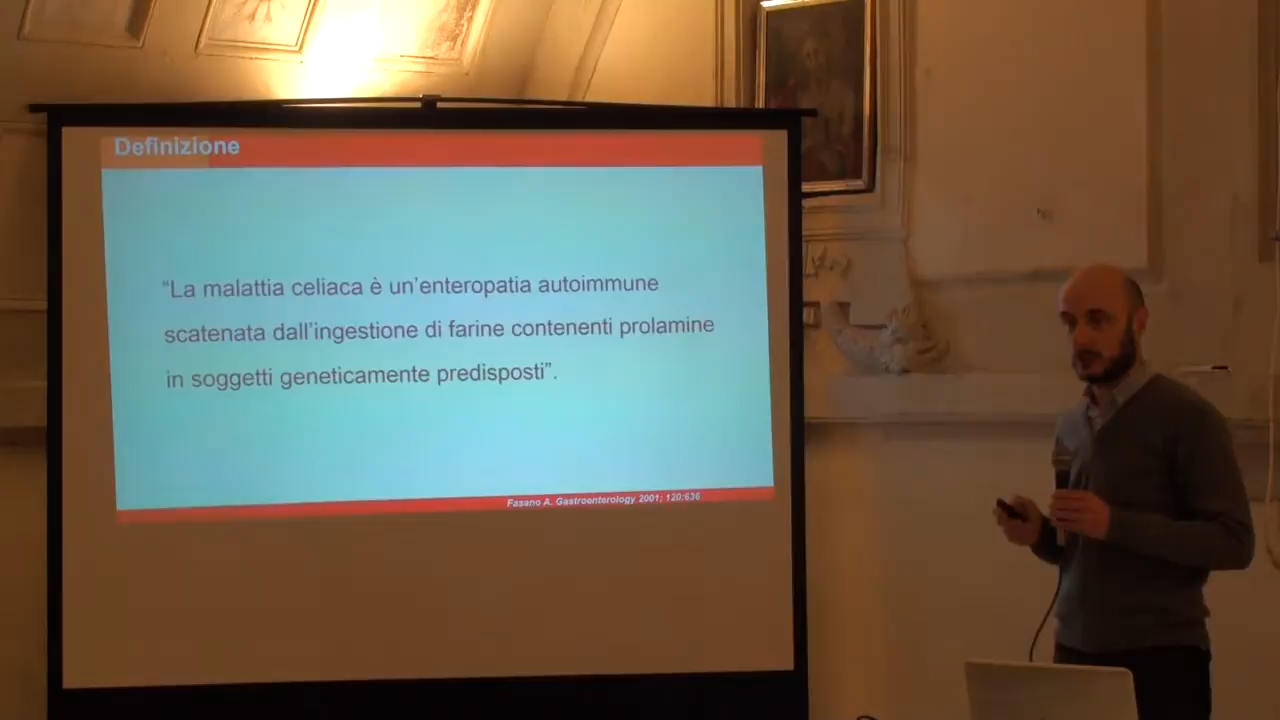 Definizione
“La malattia celiaca è un’enteropatia autoimmune
scatenata dall’ingestione di farine contenenti prolamine
in soggetti geneticamente predisposti”.
Fasano A. Gastroenterology 2001; 120:636